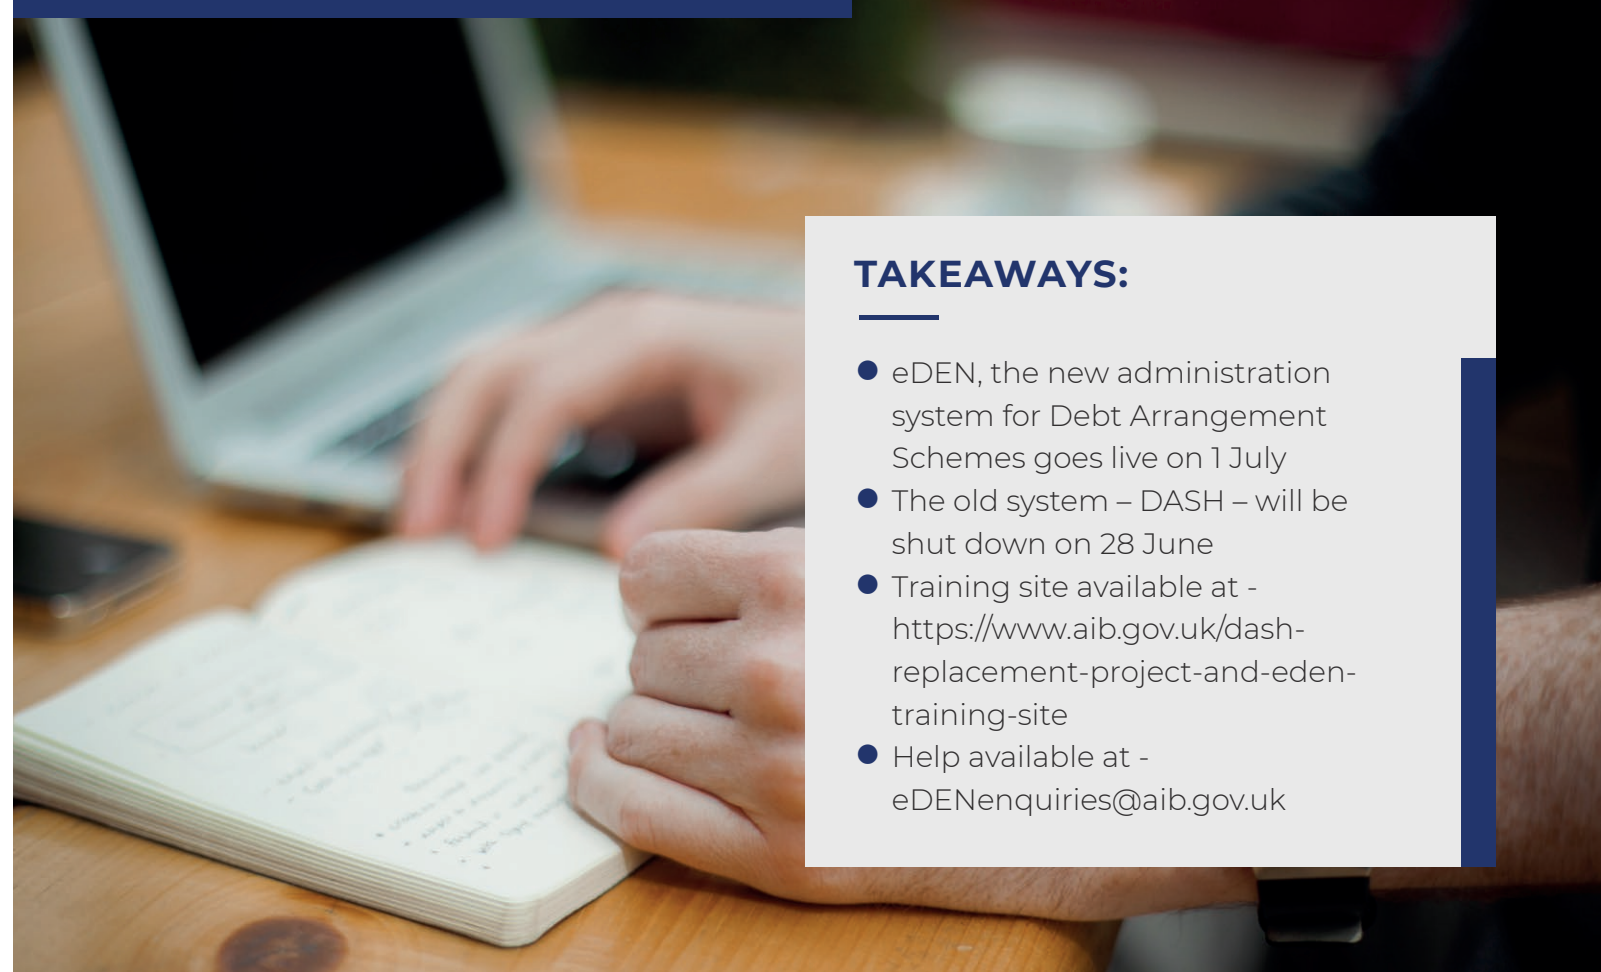 TAKEAWAYS:
● eDEN, the new administration
system for Debt Arrangement
Schemes goes live on 1 July
● The old system – DASH – will be
shut down on 28 June
● Training site available at -
https://www.aib.gov.uk/dash-
replacement-project-and-eden-
training-site
● Help available at -
eDENenquiries@aib.gov.uk